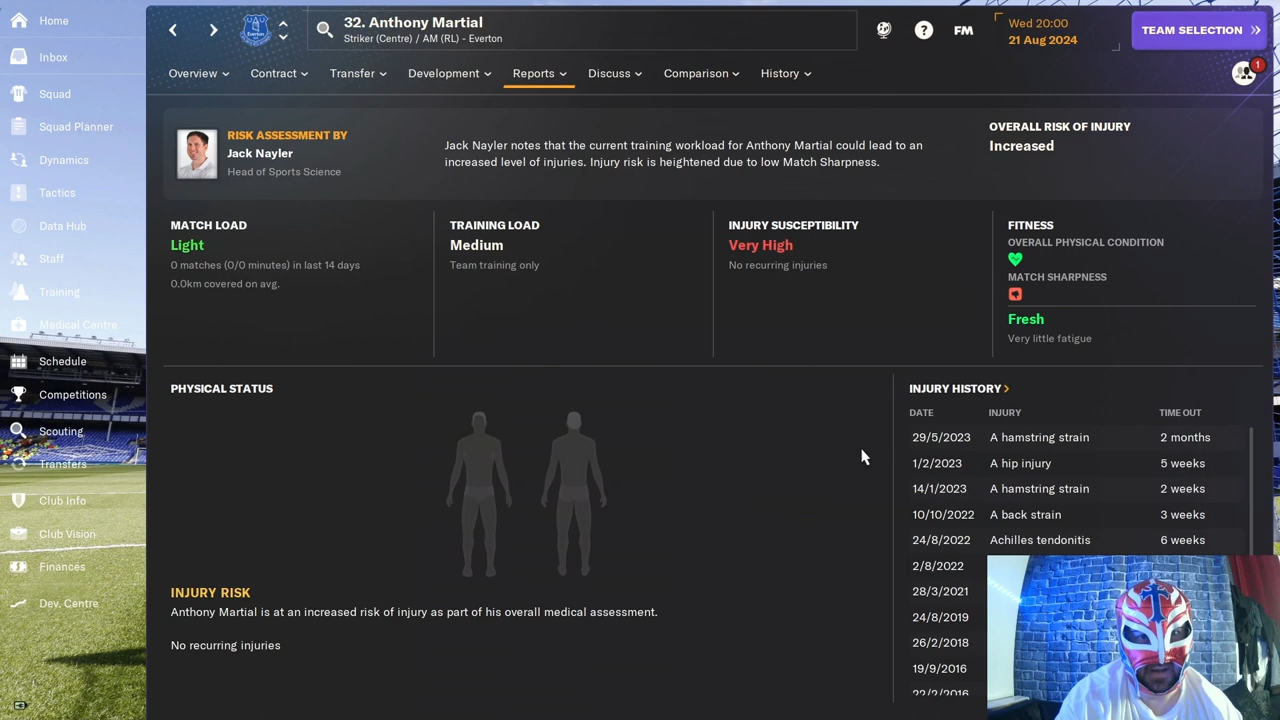 Home
Inbox
Squad
Squad Planner
Dynamics
Tactics
Data Hub
Staff
Training
Medical Centre
Schedule
Competitions
Scouting
Transfers
Club Info
Club Vision
Finances
Dev. Centre
32. Anthony Martial
Striker (Centre) / AM (RL) - Everton
FM
Wed 20:00
21 Aug 2024
TEAM SELECTION
Overview
Contract
Transfer
Development
Reports
Discuss
Comparison
History
1
RISK ASSESSMENT BY
Jack Nayler
Head of Sports Science
Jack Nayler notes that the current training workload for Anthony Martial could lead to an
increased level of injuries. Injury risk is heightened due to low Match Sharpness.
OVERALL RISK OF INJURY
Increased
MATCH LOAD
Light
0 matches (0/0 minutes) in last 14 days
0.0km covered on avg.
TRAINING LOAD
Medium
Team training only
INJURY SUSCEPTIBILITY
Very High
No recurring injuries
FITNESS
OVERALL PHYSICAL CONDITION
MATCH SHARPNESS
Fresh
Very little fatigue
PHYSICAL STATUS
INJURY RISK
Anthony Martial is at an increased risk of injury as part of his overall medical assessment.
No recurring injuries
INJURY HISTORY
DATE INJURY TIME OUT
29/5/2023 A hamstring strain 2 months
1/2/2023 A hip injury 5 weeks
14/1/2023 A hamstring strain 2 weeks
10/10/2022 A back strain 3 weeks
24/8/2022 Achilles tendonitis 6 weeks
2/8/2022
28/3/2021
24/8/2019
26/2/2018
19/9/2016
22/2/2016